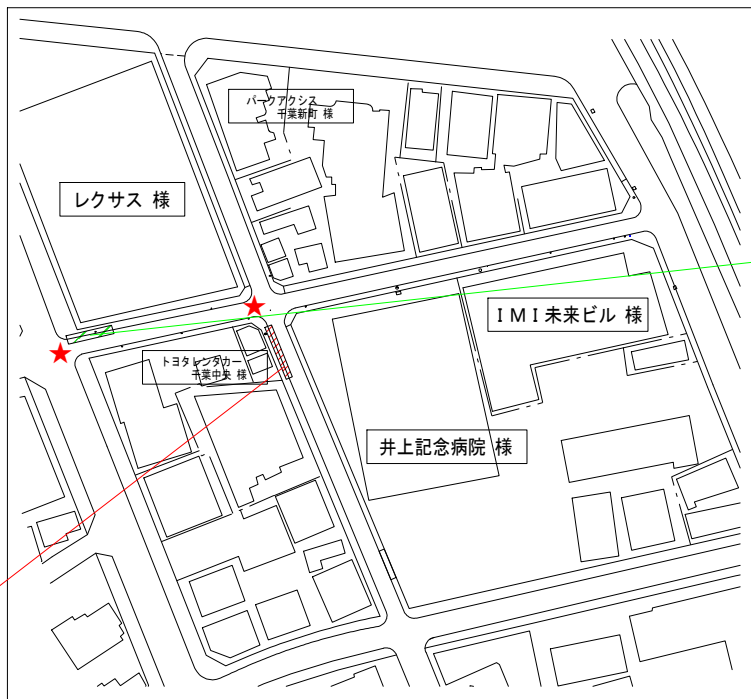 パークアクシス
千葉新町 様
レクサス 様
IMI未来ビル 様
トヨタレンタカー
千葉中央 様
井上記念病院 様